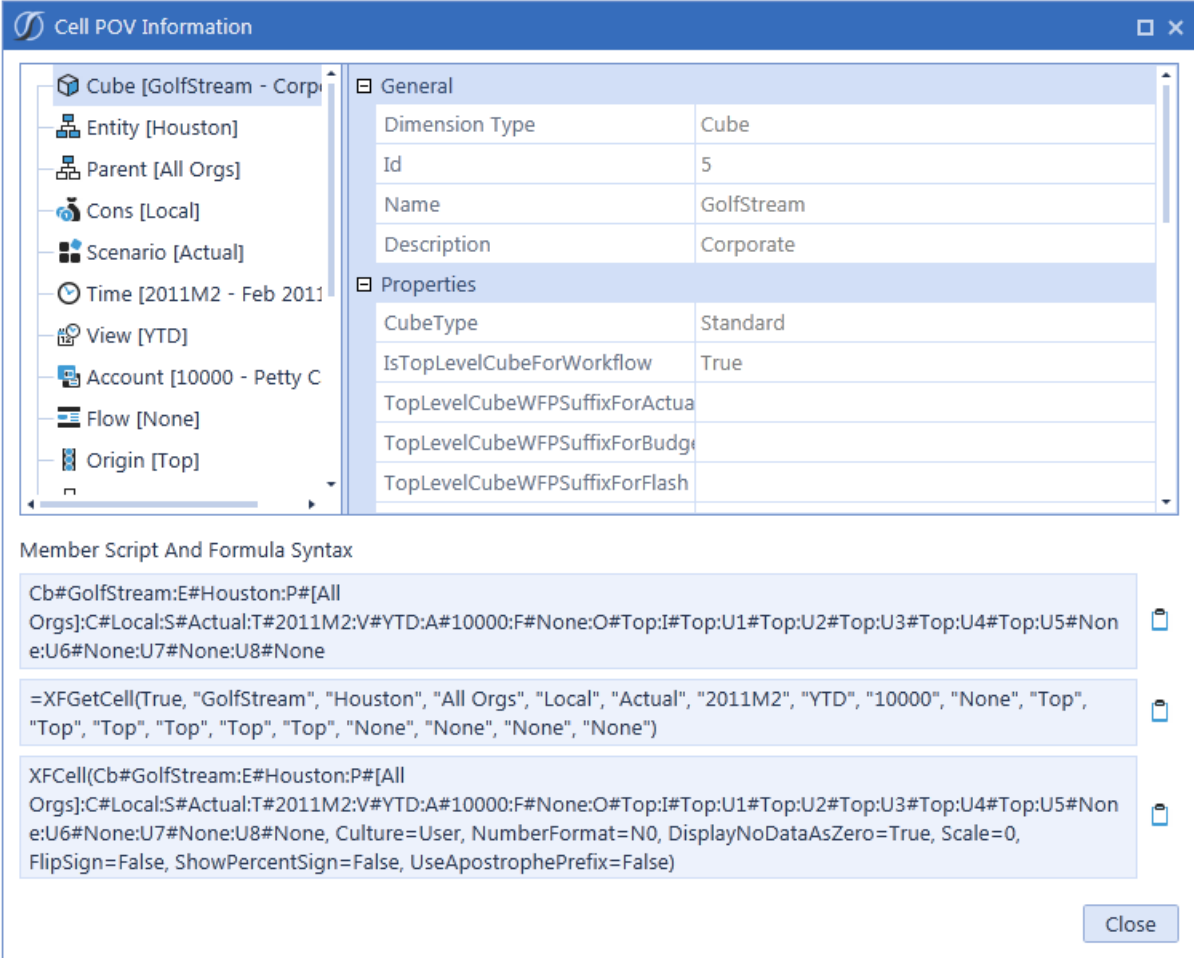 Cell POV Information
Cube [GolfStream - Corp
Entity [Houston]
Parent [All Orgs]
Cons [Local]
Scenario [Actual]
Time [2011M2 - Feb 2011
View [YTD]
Account [10000 - Petty C
Flow [None]
Origin [Top]
General
Dimension Type Cube
Id 5
Name GolfStream
Description Corporate
Properties
CubeType Standard
IsTopLevelCubeForWorkflow True
TopLevelCubeWFPSuffixForActua
TopLevelCubeWFPSuffixForBudge
TopLevelCubeWFPSuffixForFlash
Member Script And Formula Syntax
Cb#GolfStream:E#Houston:P#[All
Orgs]:C#Local:S#Actual:T#2011M2:V#YTD:A#10000:F#None:O#Top:I#Top:U1#Top:U2#Top:U3#Top:U4#Top:U5#Non
e:U6#None:U7#None:U8#None
=XFGetCell(True, "GolfStream", "Houston", "All Orgs", "Local", "Actual", "2011M2", "YTD", "10000", "None", "Top",
"Top", "Top", "Top", "Top", "Top", "None", "None", "None", "None")
XFCell(Cb#GolfStream:E#Houston:P#[All
Orgs]:C#Local:S#Actual:T#2011M2:V#YTD:A#10000:F#None:O#Top:I#Top:U1#Top:U2#Top:U3#Top:U4#Top:U5#Non
e:U6#None:U7#None:U8#None, Culture=User, NumberFormat=N0, DisplayNoDataAsZero=True, Scale=0,
FlipSign=False, ShowPercentSign=False, UseApostrophePrefix=False)
Close